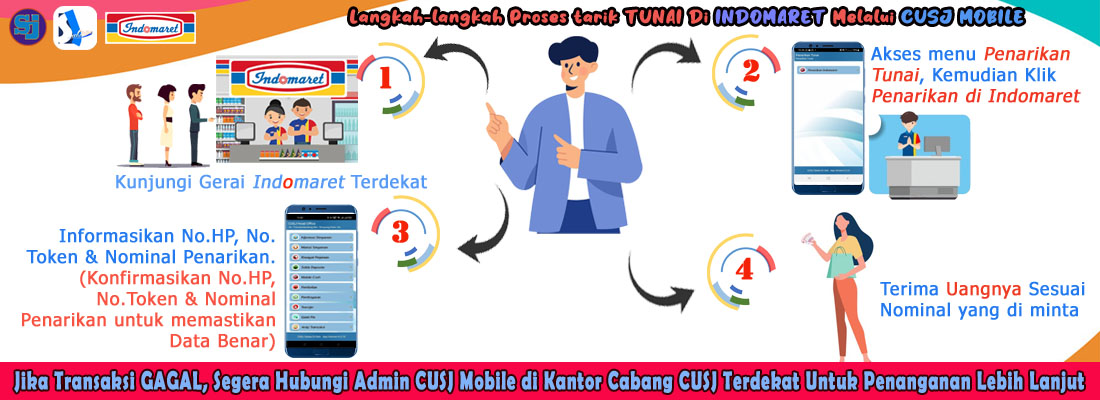 SJ
Indomaret
Langkah-langkah Proses tarik TUNAI Di INDOMARET Melalui CUSJ MOBILE
Indomaret
1
Kunjungi Gerai Indomaret Terdekat
2
Akses menu Penarikan
Tunai, Kemudian Klik
Penarikan di Indomaret
3
Informasikan No.HP, No.
Token & Nominal Penarikan.
(Konfirmasikan No.HP,
No.Token & Nominal
Penarikan untuk memastikan
Data Benar)
4
Terima Uangnya Sesuai
Nominal yang di minta
Jika Transaksi GAGAL, Segera Hubungi Admin CUSJ Mobile di Kantor Cabang CUSJ Terdekat Untuk Penanganan Lebih Lanjut